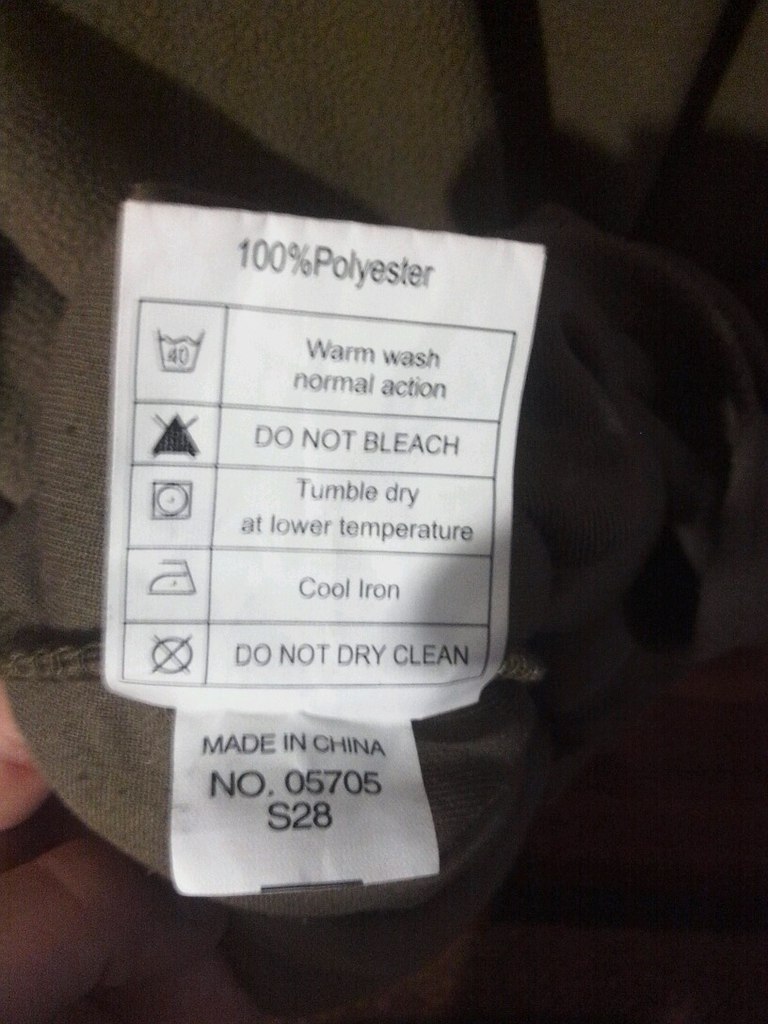 100%Polyester
40
Warm wash
normal action
DO NOT BLEACH
Tumble dry
at lower temperature
Cool Iron
DO NOT DRY CLEAN
MADE IN CHINA
NO. 05705
S28